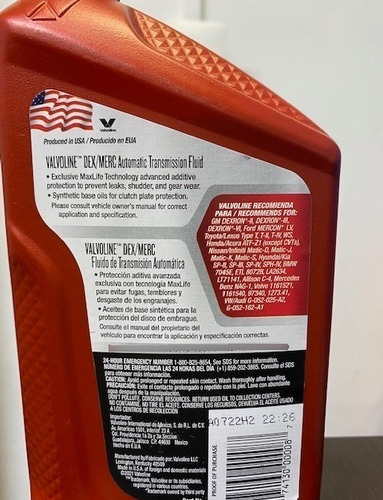 Valvoline
Produced in USA / Producido en EUA
VALVOLINE™ DEX/MERC Automatic Transmission Fluid
• Exclusive MaxLife Technology advanced additive
protection to prevent leaks, shudder, and gear wear.
• Synthetic base oils for clutch plate protection.
Please consult vehicle owner's manual for correct
application and specification.
VALVOLINE™ DEX/MERC
Fluido de Transmisión Automática
• Protección aditiva avanzada
exclusiva con tecnología MaxLife
para evitar fugas, temblores y
desgaste de los engranajes.
• Aceites de base sintética para la
protección del disco de embrague.
Consulte el manual del propietario del
vehículo para encontrar la aplicación y especificación correctas.
VALVOLINE RECOMIENDA
PARA / RECOMMENDS FOR:
GM DEXRON®-II, DEXRON®-III,
DEXRON®-VI, Ford MERCON® LV,
Toyota/Lexus Type T, T-II, T-IV, WS,
Honda/Acura ATF-Z1 (except CVTs),
Nissan/Infiniti Matic-D, Matic-J,
Matic-K, Matic-S, Hyundai/Kia
SP-II, SP-III, SP-IV, SPH-IV, BMW
7045E, ETL 8072B, LA2634,
LT71141, Allison C-4, Mercedes
Benz NAG-1, Volvo 1161521,
1161540, 97340, 1273.41,
VW/Audi G-052-025-A2,
G-052-162-A1
24-HOUR EMERGENCY NUMBER 1-800-825-8654. See SDS for more information.
NÚMERO DE EMERGENCIA LAS 24 HORAS DEL DÍA (+1) 859-202-3865. Consulte el SDS
para obtener más información.
CAUTION: Avoid prolonged or repeated skin contact. Wash thoroughly after handling.
PRECAUCIÓN: Evite el contacto prolongado o repetido con la piel. Lave con abundante
agua después de la manipulación.
DON'T POLLUTE. CONSERVE RESOURCES. RETURN USED OIL TO COLLECTION CENTERS.
NO CONTAMINE, NO TIRE EL ACEITE, CONSERVE LOS RECURSOS, DEVUELVA EL ACEITE USADO
A LOS CENTROS DE RECOLECCIÓN
Importador:
Valvoline International de México, S. de R.L. de C.V.
Av. Américas 1501, interior 23 A
Col. Providencia 1a 2a y 3a Sección
Guadalajara, Jalisco C.P. 44630 Mexico
Hecho en E.U.A.
Manufactured by/Fabricado por: Valvoline LLC
Lexington, Kentucky 40509
Made in U.S.A. of foreign and domestic materials
©2021 Valvoline
™Trademark, Valvoline or its subsidiaries,
registered in various countries.
*Trademark owned by third party
A0722H2 22:26
PROOF OF PURCHASE
74130 00008 7